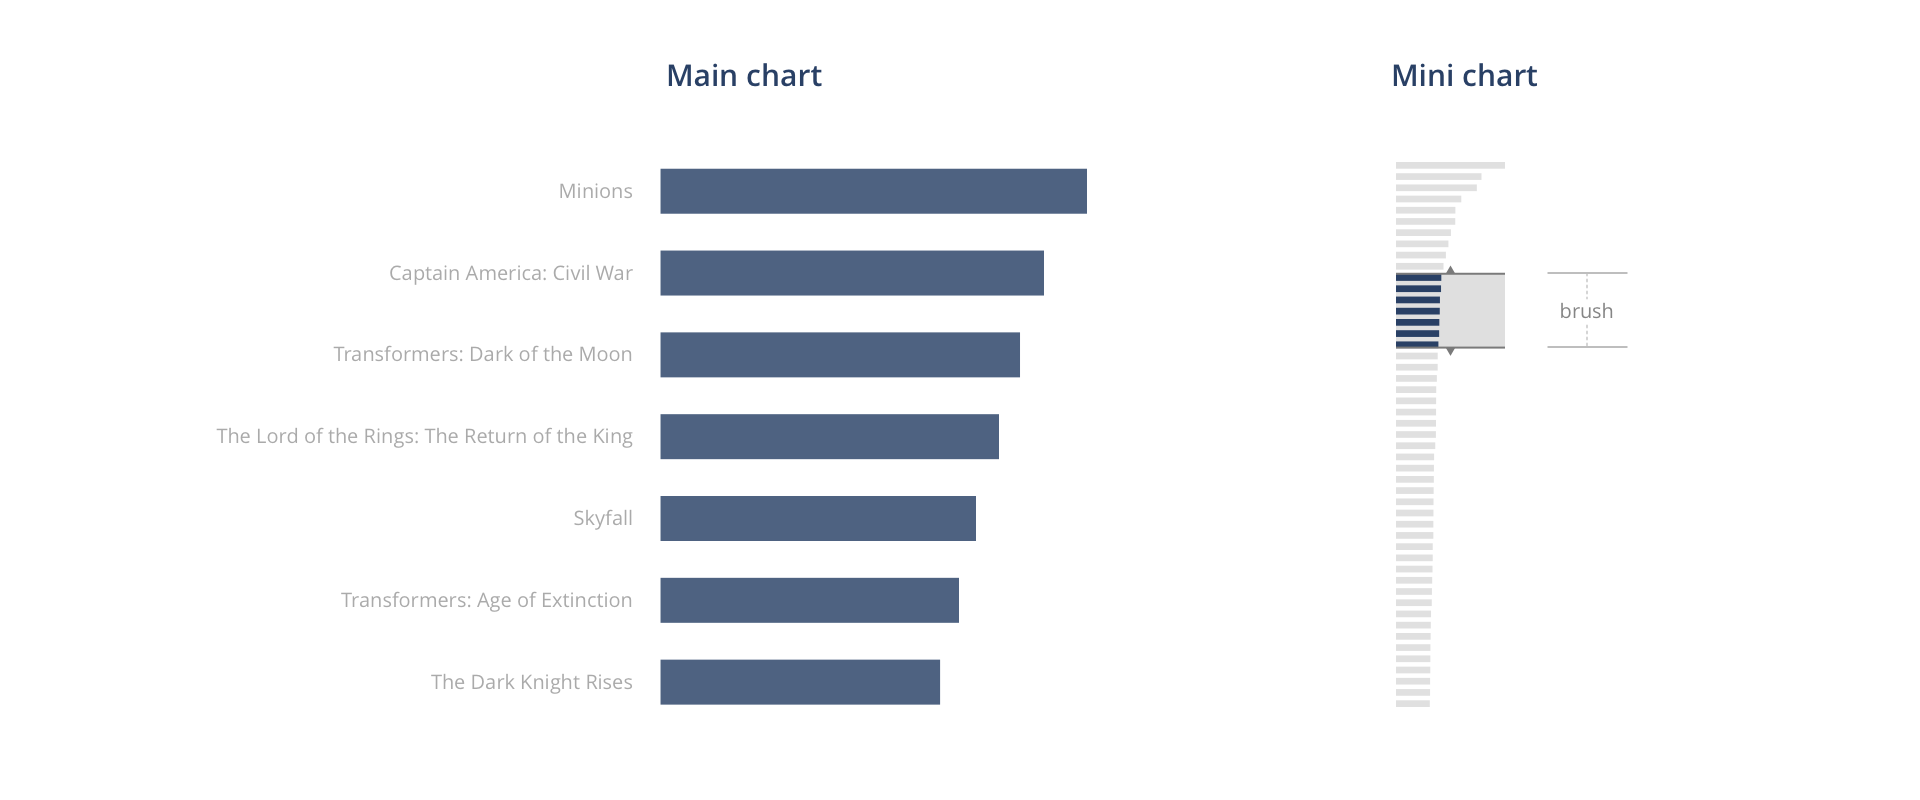 Main chart
Mini chart
Minions
Captain America: Civil War
Transformers: Dark of the Moon
The Lord of the Rings: The Return of the King
Skyfall
Transformers: Age of Extinction
The Dark Knight Rises
brush